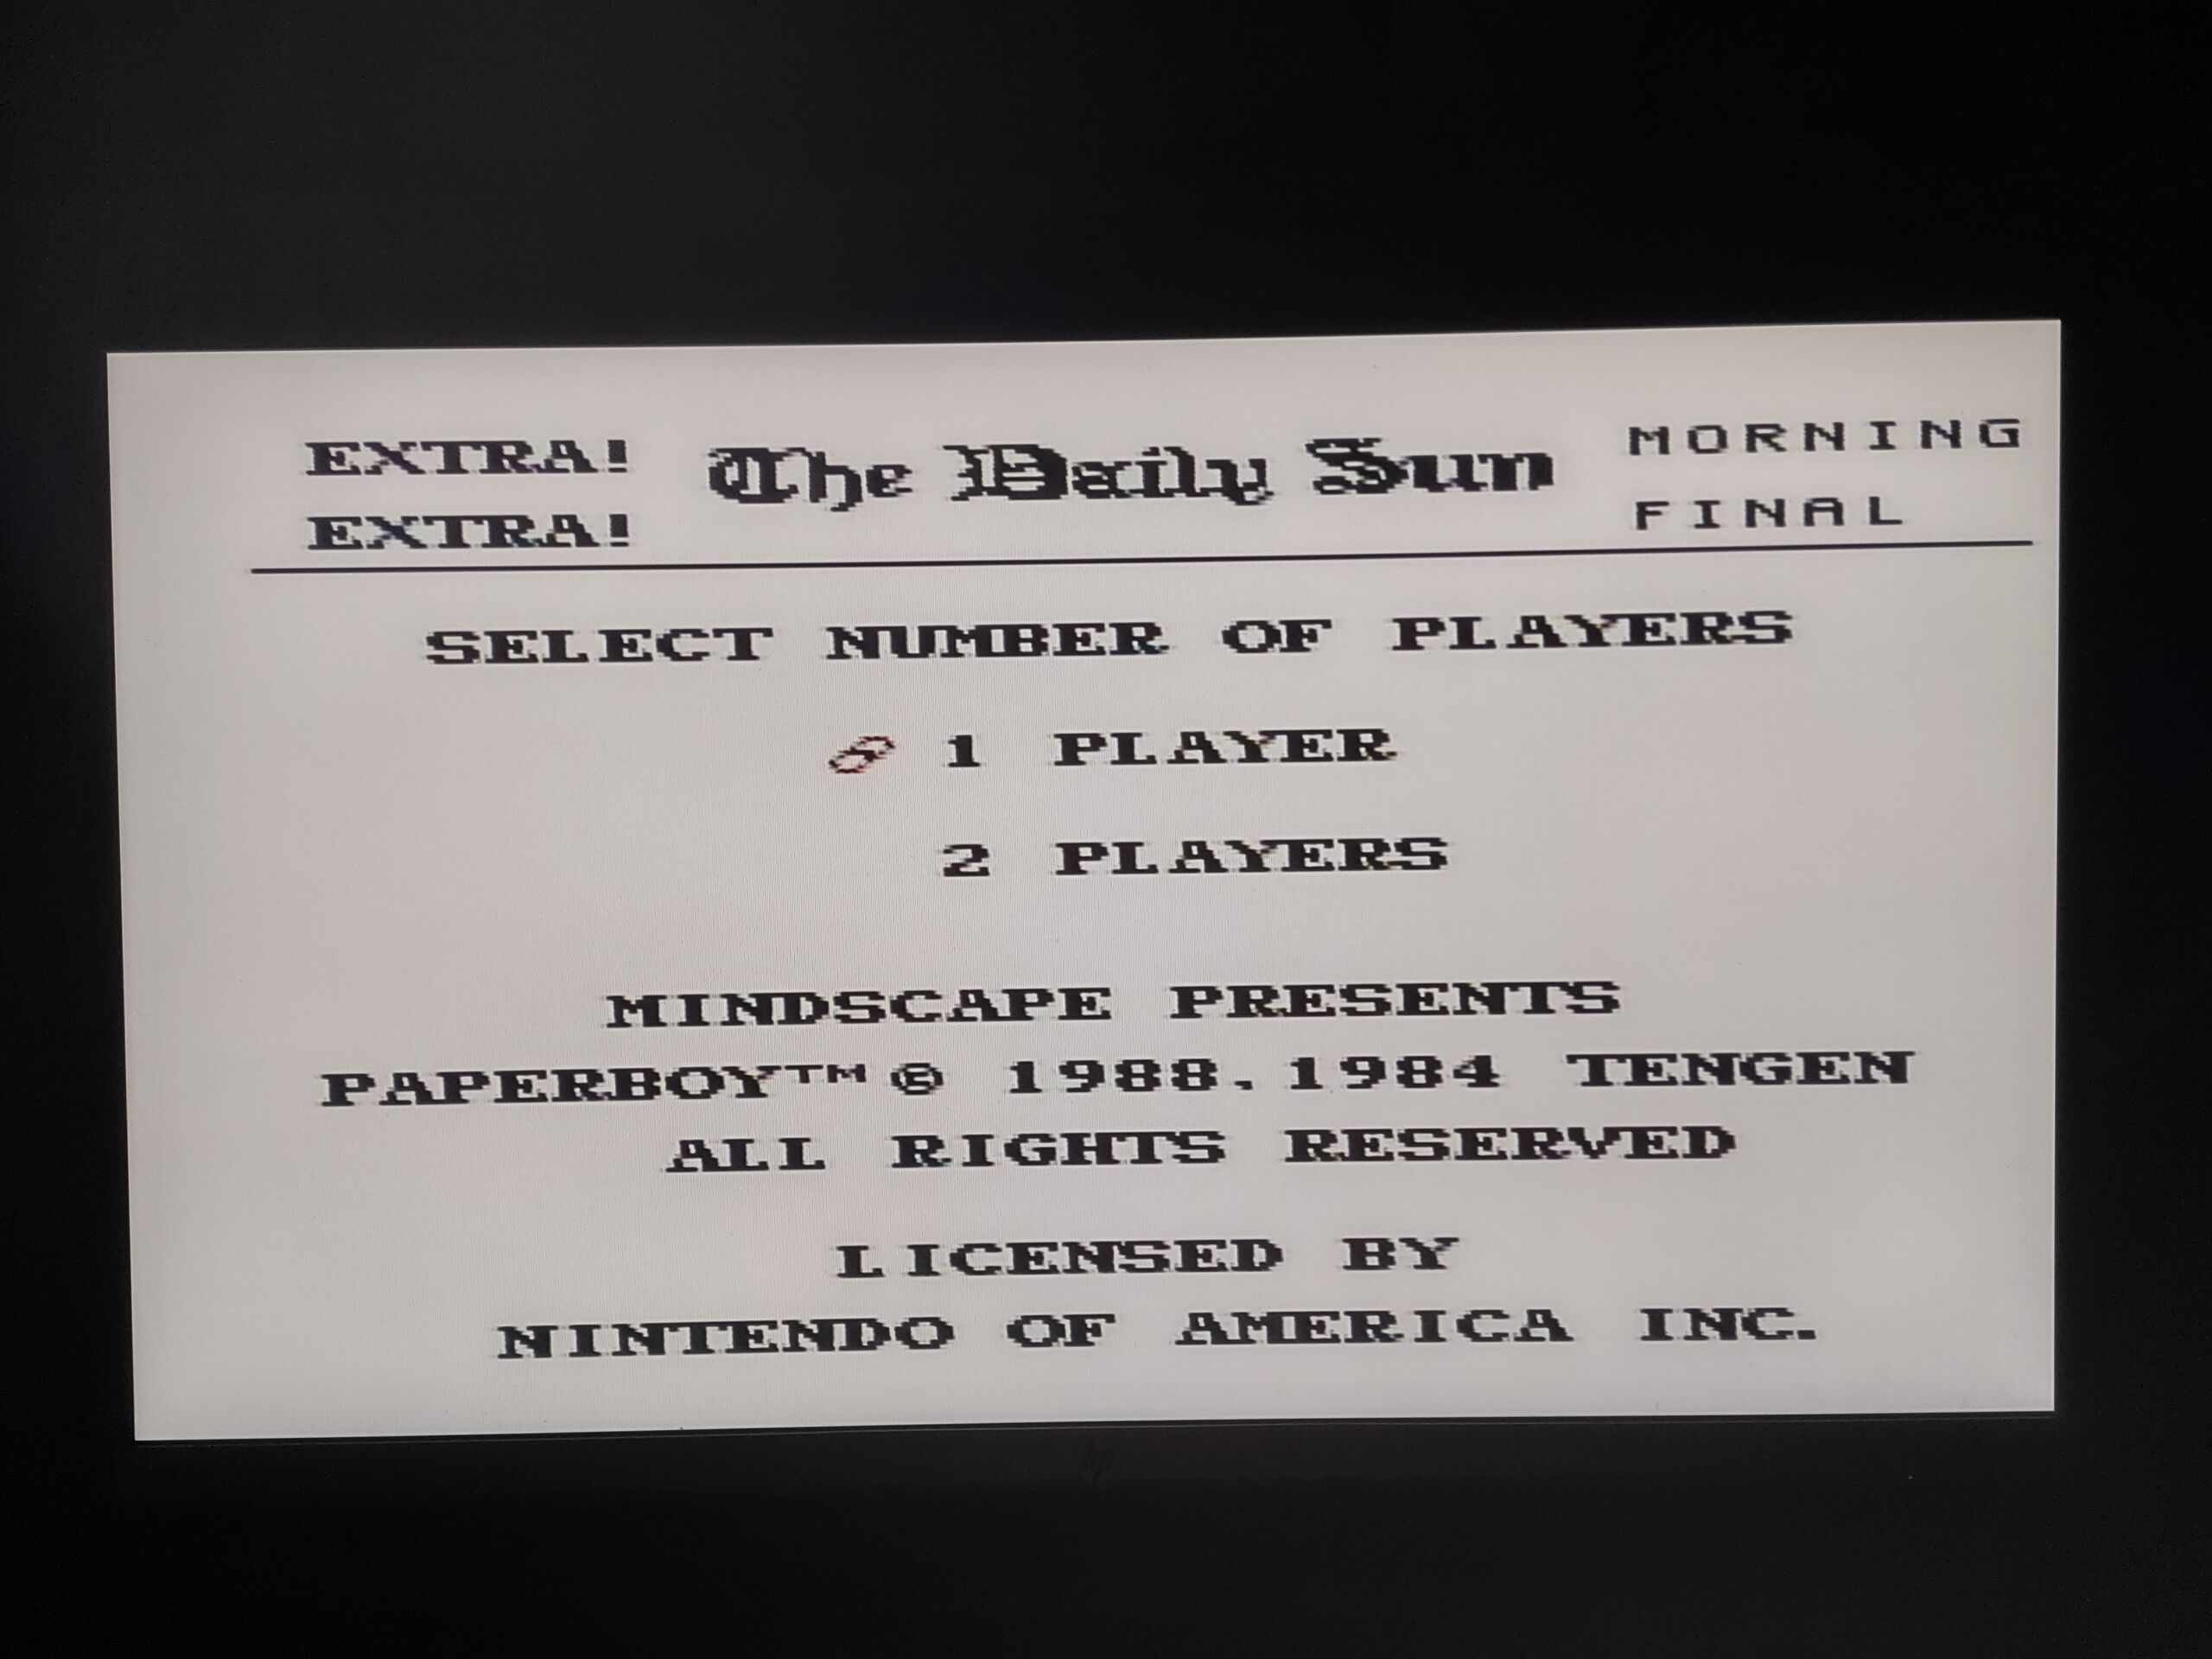 EXTRA! The Daily Sun MORNING
EXTRA! FINAL
SELECT NUMBER OF PLAYERS
1 PLAYER
2 PLAYERS
MINDSCAPE PRESENTS
PAPERBOY™ © 1988,1984 TENGEN
ALL RIGHTS RESERVED
LICENSED BY
NINTENDO OF AMERICA INC.
hp